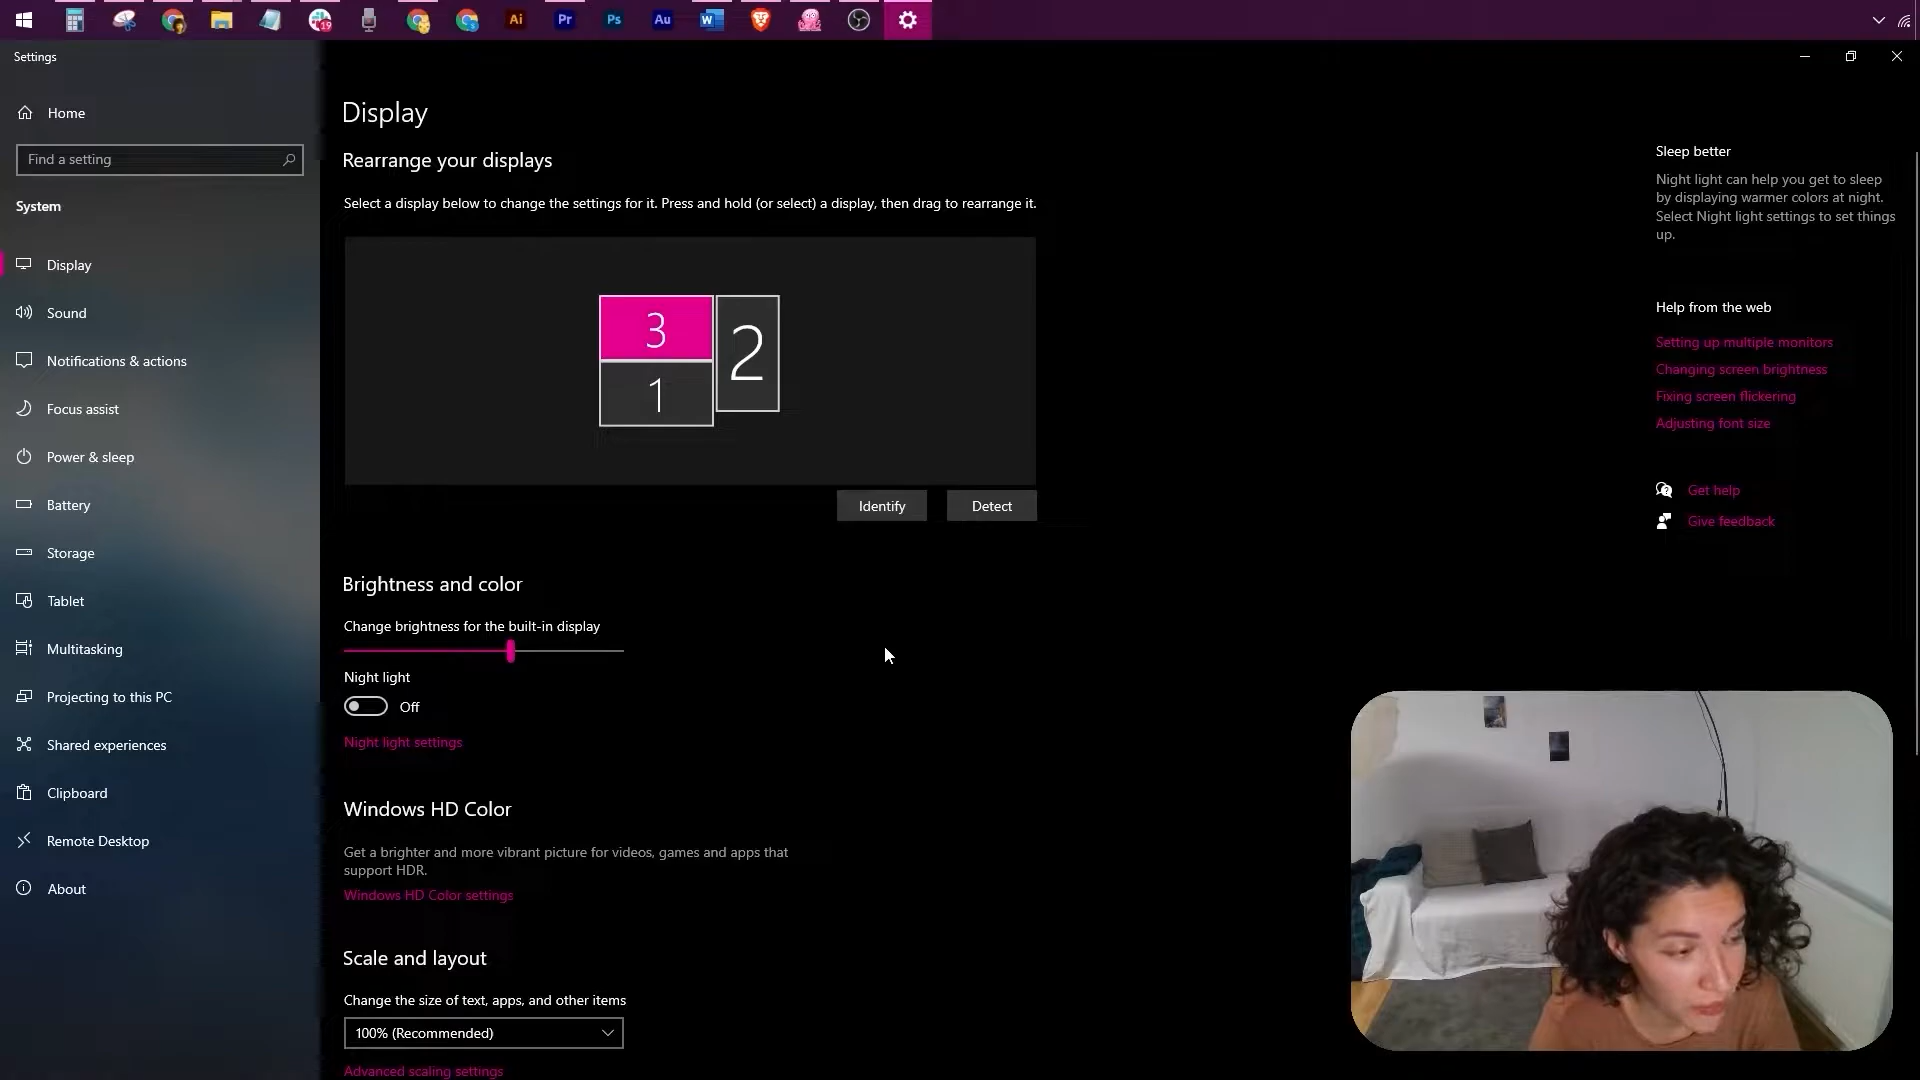 19
Ai
Pr
Ps
Au
W
Settings
Home
Find a setting
System
Display
Sound
Notifications & actions
Focus assist
Power & sleep
Battery
Storage
Tablet
Multitasking
Projecting to this PC
Shared experiences
Clipboard
Remote Desktop
About
Display
Rearrange your displays
Select a display below to change the settings for it. Press and hold (or select) a display, then drag to rearrange it.
3
1
2
Identify
Detect
Brightness and color
Change brightness for the built-in display
Night light
Off
Night light settings
Windows HD Color
Get a brighter and more vibrant picture for videos, games and apps that
support HDR.
Windows HD Color settings
Scale and layout
Change the size of text, apps, and other items
100% (Recommended)
Advanced scaling settings
Sleep better
Night light can help you get to sleep
by displaying warmer colors at night.
Select Night light settings to set things
up.
Help from the web
Setting up multiple monitors
Changing screen brightness
Fixing screen flickering
Adjusting font size
Get help
Give feedback